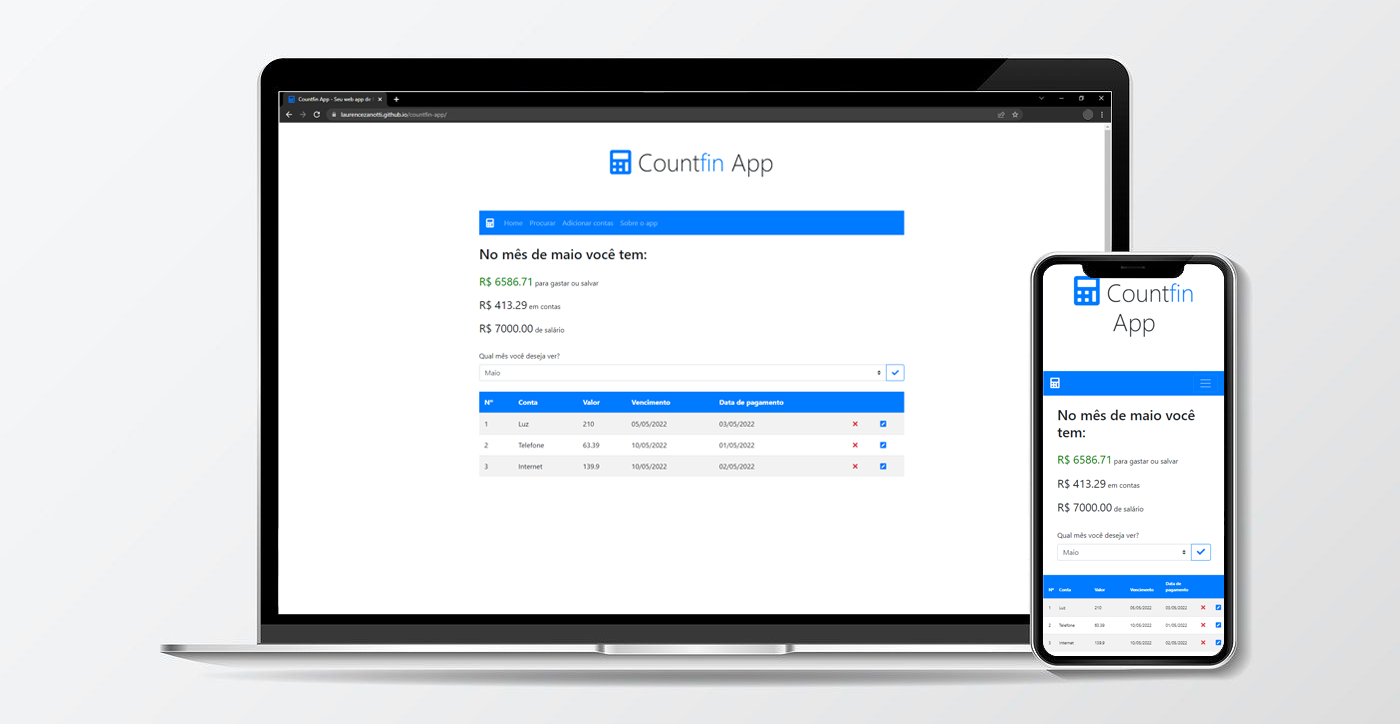 Countfin App - Seu web app de
laurencezanotti.github.io/countfin-app/
Countfin App
Home Procurar Adicionar contas Sobre o app
No mês de maio você tem:
R$ 6586.71 para gastar ou salvar
R$ 413.29 em contas
R$ 7000.00 de salário
Qual mês você deseja ver?
Maio
Nº Conta Valor Vencimento Data de pagamento
1 Luz 210 05/05/2022 03/05/2022
2 Telefone 63.39 10/05/2022 01/05/2022
3 Internet 139.9 10/05/2022 02/05/2022
Countfin
App
No mês de maio você
tem:
R$ 6586.71 para gastar ou salvar
R$ 413.29 em contas
R$ 7000.00 de salário
Qual mês você deseja ver?
Maio
Nº Conta Valor Vencimento Data de
pagamento
1 Luz 210 05/05/2022 03/05/2022
2 Telefone 63.39 10/05/2022 01/05/2022
3 Internet 139.9 10/05/2022 02/05/2022